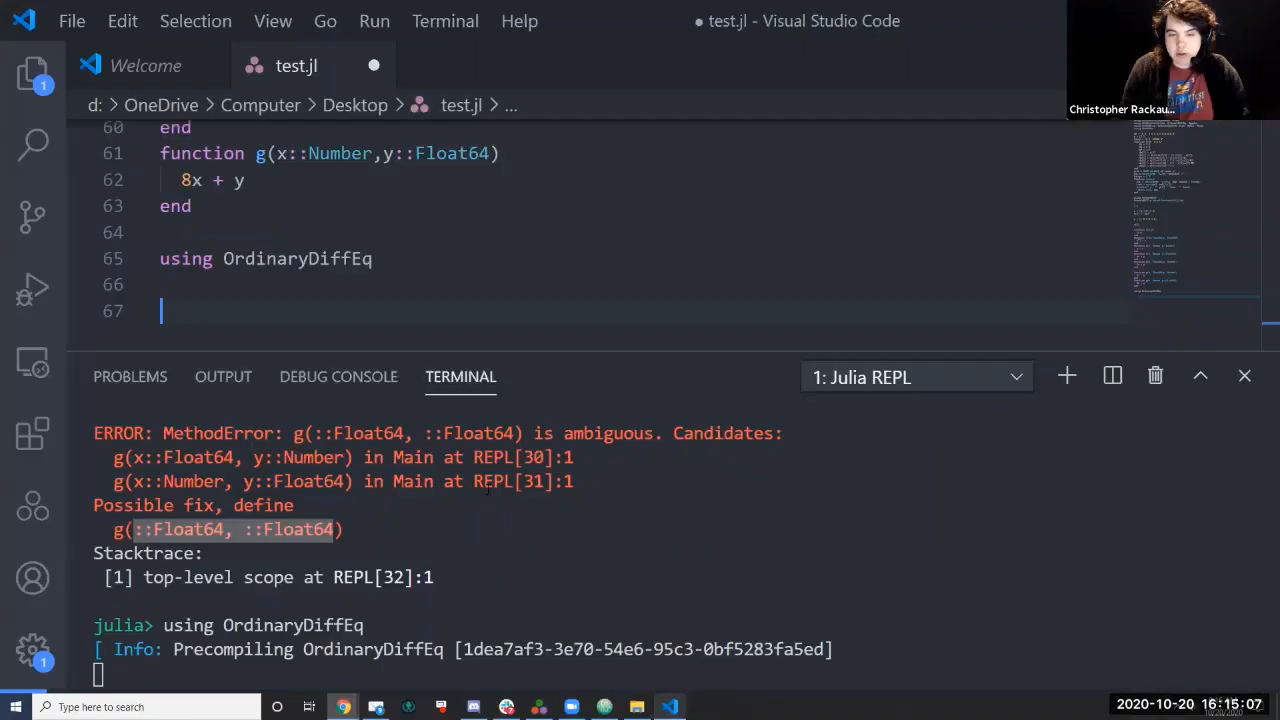 File Edit Selection View Go Run Terminal Help
● test.jl - Visual Studio Code
Christopher Rackau...
Welcome
test.jl
d: > OneDrive > Computer > Desktop > test.jl > ...
60 end
61 function g(x::Number,y::Float64)
62 8x + y
63 end
64
65 using OrdinaryDiffEq
66
67
PROBLEMS OUTPUT DEBUG CONSOLE TERMINAL
1: Julia REPL
ERROR: MethodError: g(::Float64, ::Float64) is ambiguous. Candidates:
g(x::Float64, y::Number) in Main at REPL[30]:1
g(x::Number, y::Float64) in Main at REPL[31]:1
Possible fix, define
g(::Float64, ::Float64)
Stacktrace:
[1] top-level scope at REPL[32]:1
julia> using OrdinaryDiffEq
[ Info: Precompiling OrdinaryDiffEq [1dea7af3-3e70-54e6-95c3-0bf5283fa5ed]
1
1
Type here to search
2020-10-20 16:15:07